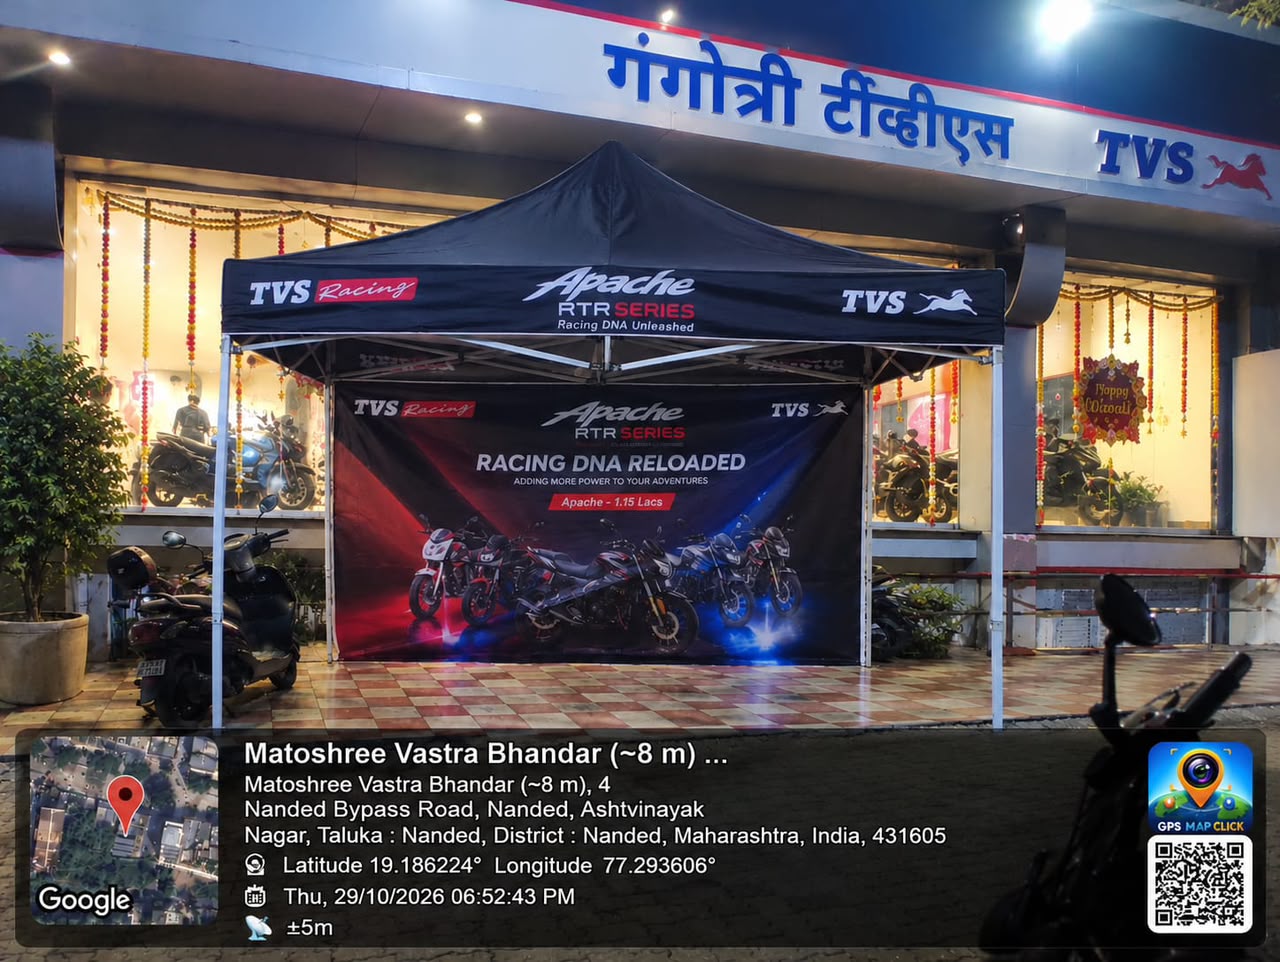 गंगोत्री टीव्हीएस
TVS
TVS Racing
Apache
RTR SERIES
Racing DNA Unleashed
TVS
TVS Racing
Apache
RTR SERIES
TVS
RACING DNA RELOADED
ADDING MORE POWER TO YOUR ADVENTURES
Apache - 1.15 Lacs
Happy
Diwali
Matoshree Vastra Bhandar (~8 m) ...
Matoshree Vastra Bhandar (~8 m), 4
Nanded Bypass Road, Nanded, Ashtvinayak
Nagar, Taluka : Nanded, District : Nanded, Maharashtra, India, 431605
Latitude 19.186224° Longitude 77.293606°
Thu, 29/10/2026 06:52:43 PM
±5m
Google
GPS MAP CLICK